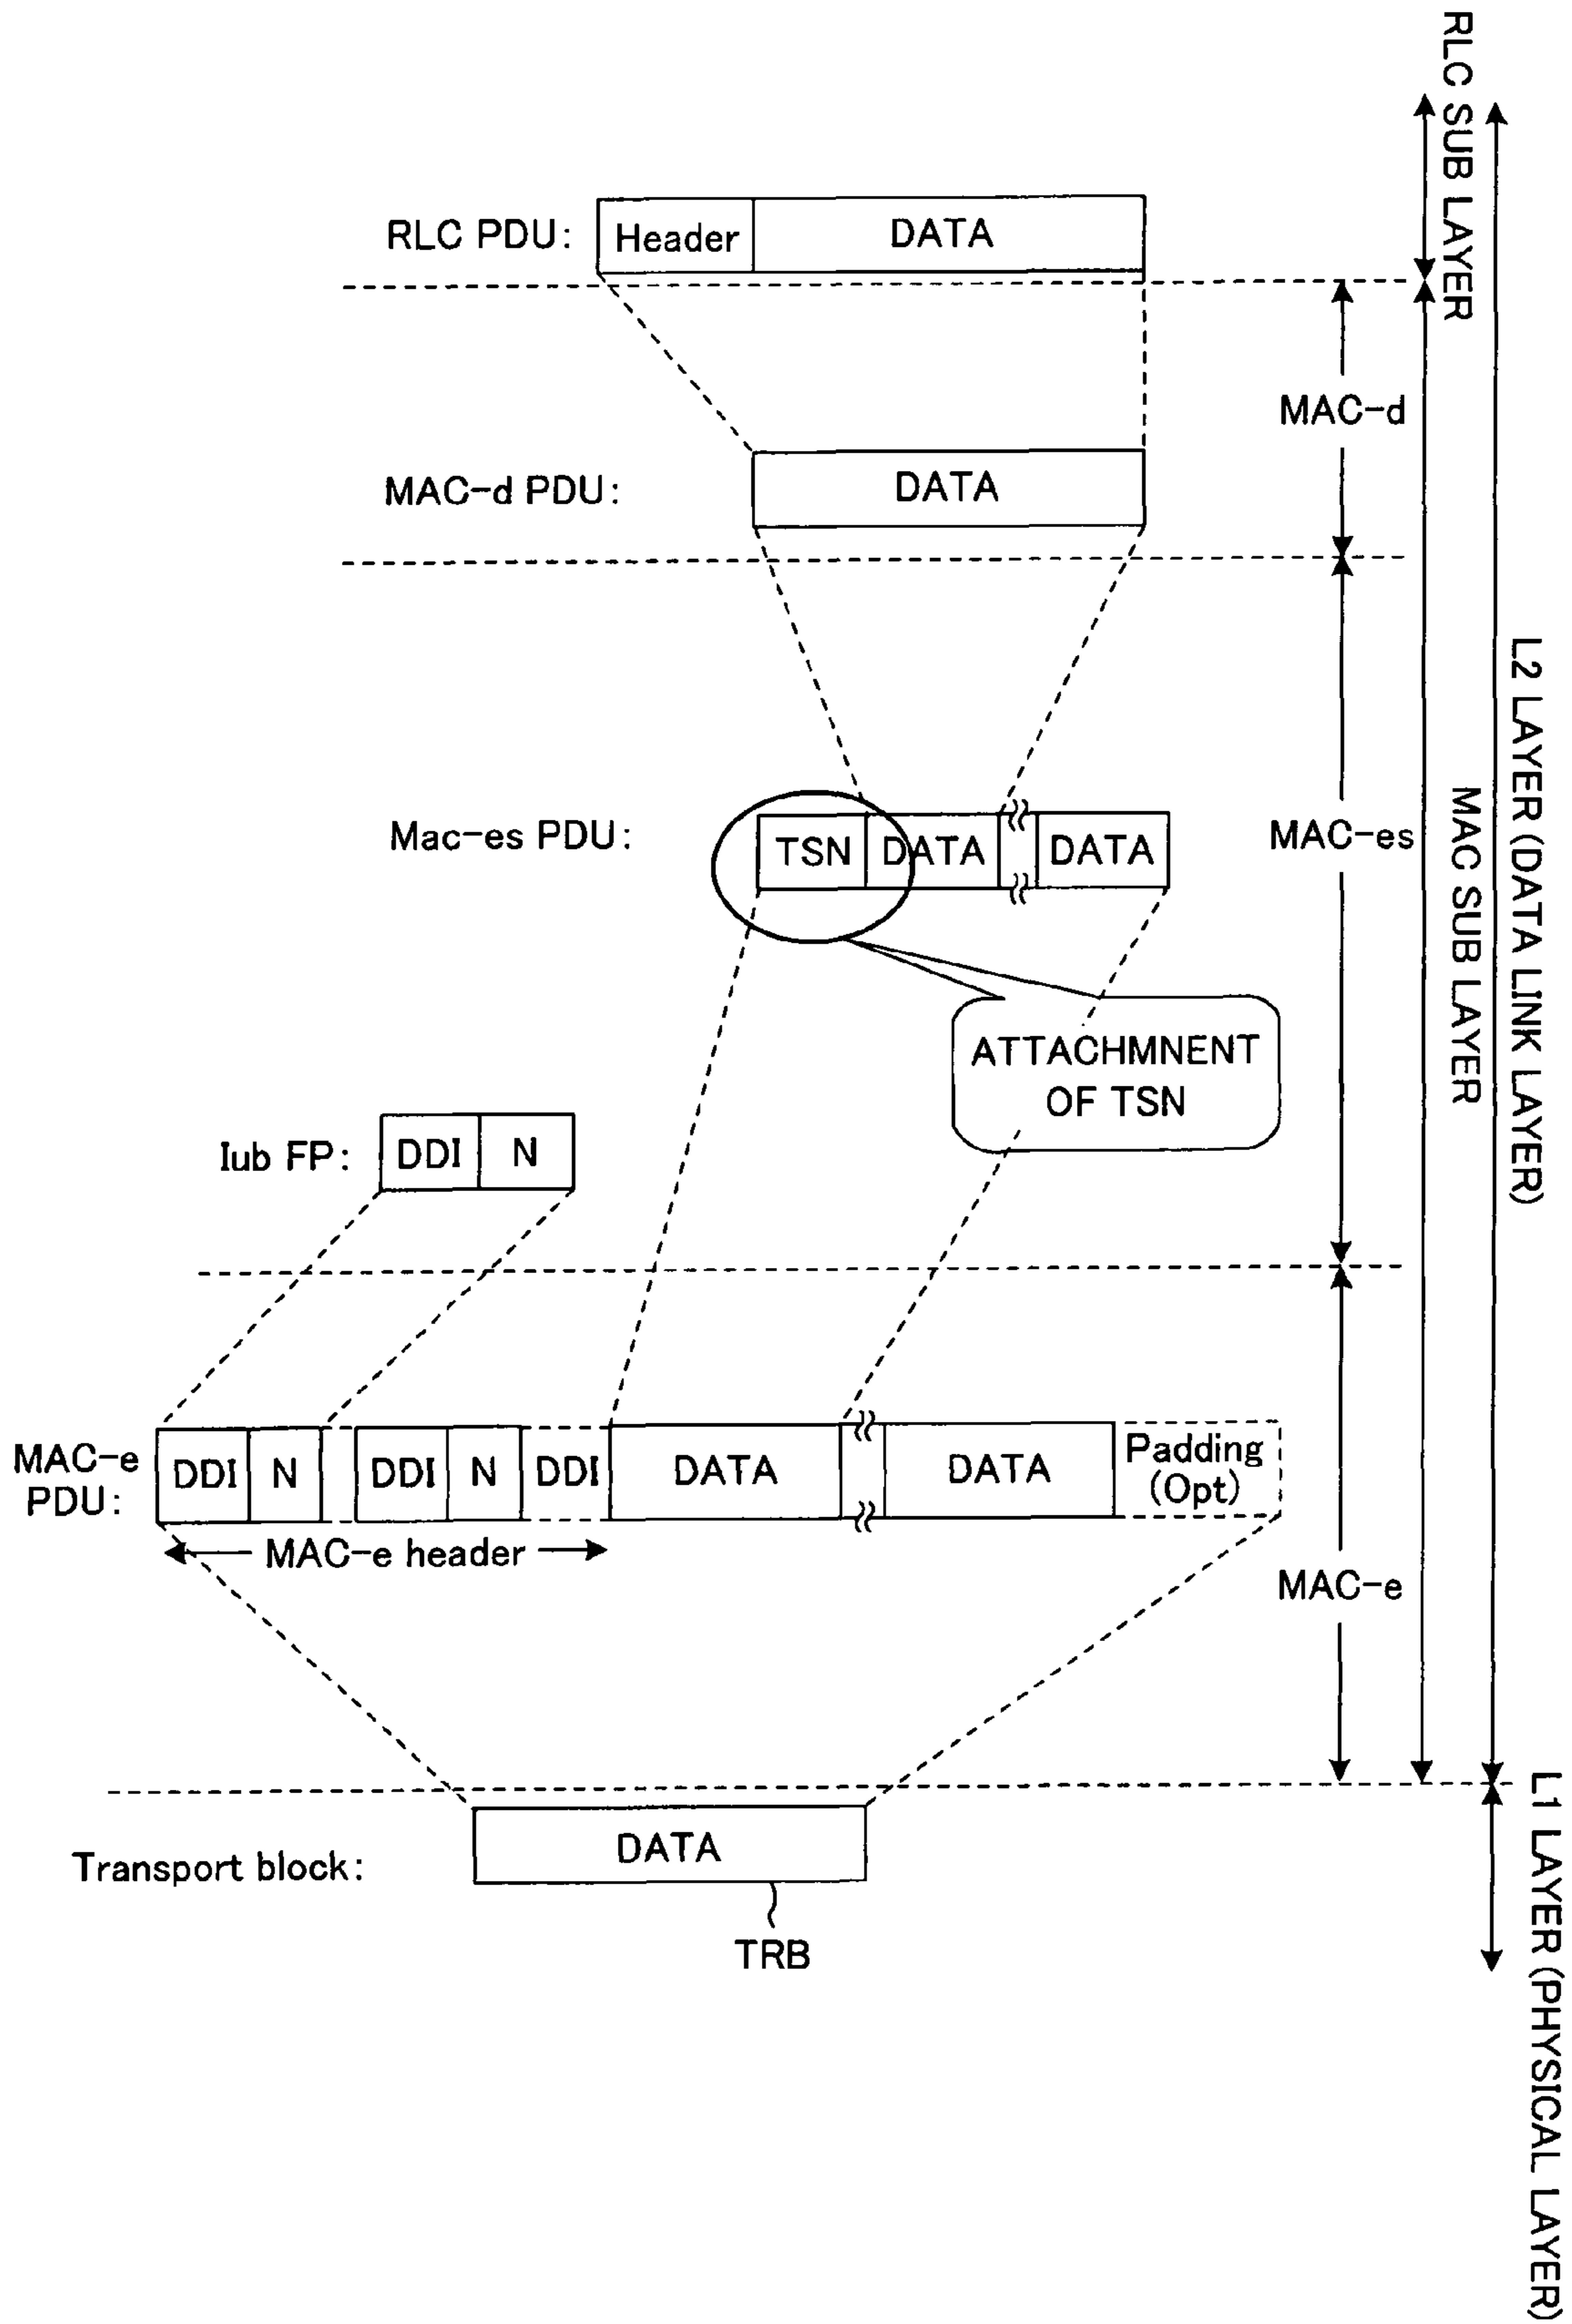 RLC SUB LAYER
RLC PDU:
Header
DATA
MAC-d
MAC-d PDU:
DATA
L2 LAYER (DATA LINK LAYER)
MAC SUB LAYER
Mac-es PDU:
TSN
DATA
DATA
MAC-es
ATTACHMNENT
OF TSN
Iub FP:
DDI
N
MAC-e
PDU:
DDI
N
DDI
N
DDI
DATA
DATA
Padding
(Opt)
MAC-e header
MAC-e
Transport block:
DATA
TRB
L1 LAYER (PHYSICAL LAYER)